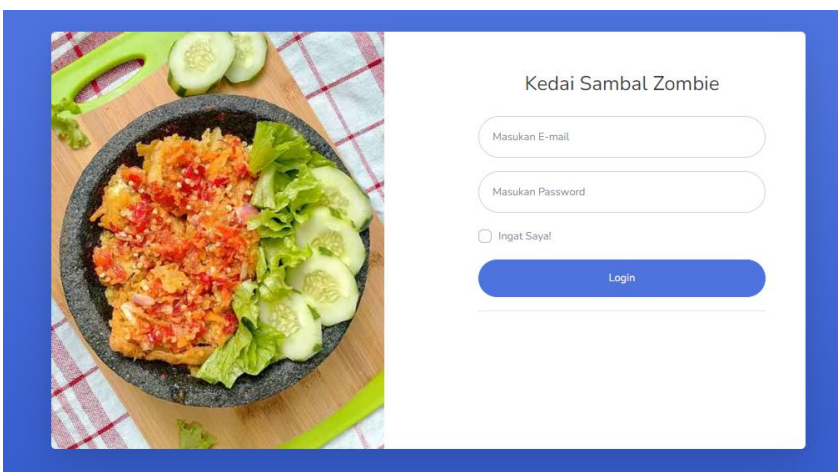 Kedai Sambal Zombie
Masukan E-mail
Masukan Password
Ingat Saya!
Login